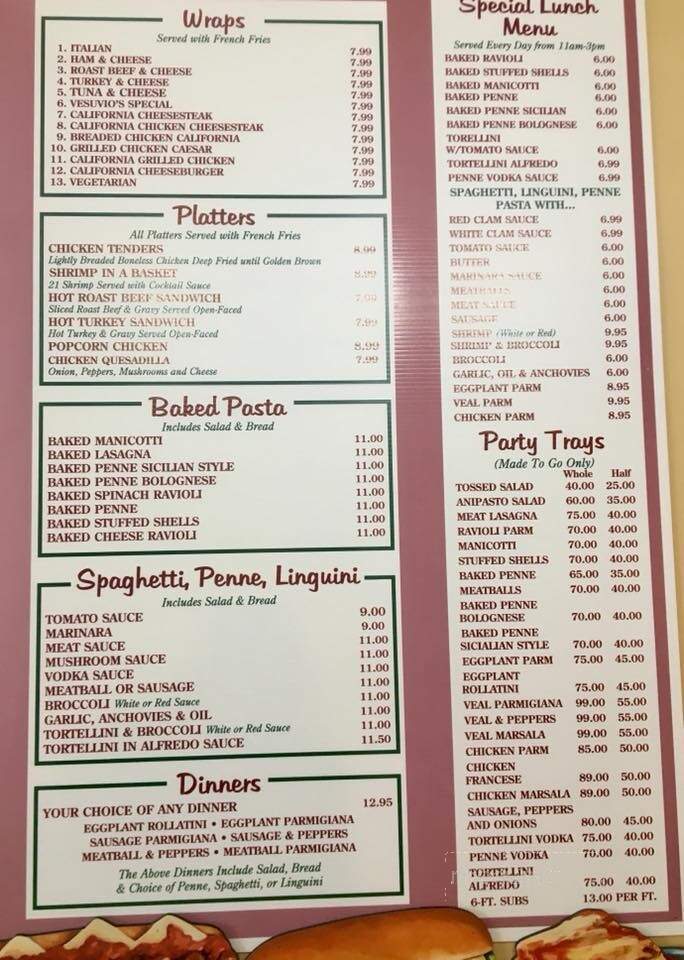 Wraps
Served with French Fries
1. ITALIAN 7.99
2. HAM & CHEESE 7.99
3. ROAST BEEF & CHEESE 7.99
4. TURKEY & CHEESE 7.99
5. TUNA & CHEESE 7.99
6. VESUVIO'S SPECIAL 7.99
7. CALIFORNIA CHEESESTEAK 7.99
8. CALIFORNIA CHICKEN CHEESESTEAK 7.99
9. BREADED CHICKEN CALIFORNIA 7.99
10. GRILLED CHICKEN CAESAR 7.99
11. CALIFORNIA GRILLED CHICKEN 7.99
12. CALIFORNIA CHEESEBURGER 7.99
13. VEGETARIAN 7.99
Platters
All Platters Served with French Fries
CHICKEN TENDERS 8.99
Lightly Breaded Boneless Chicken Deep Fried until Golden Brown
SHRIMP IN A BASKET 8.99
21 Shrimp Served with Cocktail Sauce
HOT ROAST BEEF SANDWICH 7.99
Sliced Roast Beef & Gravy Served Open-Faced
HOT TURKEY SANDWICH 7.99
Hot Turkey & Gravy Served Open-Faced
POPCORN CHICKEN 8.99
CHICKEN QUESADILLA 7.99
Onion, Peppers, Mushrooms and Cheese
Baked Pasta
Includes Salad & Bread
BAKED MANICOTTI 11.00
BAKED LASAGNA 11.00
BAKED PENNE SICILIAN STYLE 11.00
BAKED PENNE BOLOGNESE 11.00
BAKED SPINACH RAVIOLI 11.00
BAKED PENNE 11.00
BAKED STUFFED SHELLS 11.00
BAKED CHEESE RAVIOLI 11.00
Spaghetti, Penne, Linguini
Includes Salad & Bread
TOMATO SAUCE 9.00
MARINARA 9.00
MEAT SAUCE 11.00
MUSHROOM SAUCE 11.00
VODKA SAUCE 11.00
MEATBALL OR SAUSAGE 11.00
BROCCOLI White or Red Sauce 11.00
GARLIC, ANCHOVIES & OIL 11.00
TORTELLINI & BROCCOLI White or Red Sauce 11.00
TORTELLINI IN ALFREDO SAUCE 11.50
Dinners
YOUR CHOICE OF ANY DINNER 12.95
EGGPLANT ROLLATINI • EGGPLANT PARMIGIANA
SAUSAGE PARMIGIANA • SAUSAGE & PEPPERS
MEATBALL & PEPPERS • MEATBALL PARMIGIANA
The Above Dinners Include Salad, Bread
& Choice of Penne, Spaghetti, or Linguini
Special Lunch
Menu
Served Every Day from 11am-3pm
BAKED RAVIOLI 6.00
BAKED STUFFED SHELLS 6.00
BAKED MANICOTTI 6.00
BAKED PENNE 6.00
BAKED PENNE SICILIAN 6.00
BAKED PENNE BOLOGNESE 6.00
TORELLINI
W/TOMATO SAUCE 6.00
TORTELLINI ALFREDO 6.99
PENNE VODKA SAUCE 6.99
SPAGHETTI, LINGUINI, PENNE
PASTA WITH...
RED CLAM SAUCE 6.99
WHITE CLAM SAUCE 6.99
TOMATO SAUCE 6.00
BUTTER 6.00
MARINARA SAUCE 6.00
MEATBALLS 6.00
MEAT SAUCE 6.00
SAUSAGE 6.00
SHRIMP (White or Red) 9.95
SHRIMP & BROCCOLI 9.95
BROCCOLI 6.00
GARLIC, OIL & ANCHOVIES 6.00
EGGPLANT PARM 8.95
VEAL PARM 9.95
CHICKEN PARM 8.95
Party Trays
(Made To Go Only)
Whole Half
TOSSED SALAD 40.00 25.00
ANIPASTO SALAD 60.00 35.00
MEAT LASAGNA 75.00 40.00
RAVIOLI PARM 70.00 40.00
MANICOTTI 70.00 40.00
STUFFED SHELLS 70.00 40.00
BAKED PENNE 65.00 35.00
MEATBALLS 70.00 40.00
BAKED PENNE
BOLOGNESE 70.00 40.00
BAKED PENNE
SICIALIAN STYLE 70.00 40.00
EGGPLANT PARM 75.00 45.00
EGGPLANT
ROLLATINI 75.00 45.00
VEAL PARMIGIANA 99.00 55.00
VEAL & PEPPERS 99.00 55.00
VEAL MARSALA 99.00 55.00
CHICKEN PARM 85.00 50.00
CHICKEN
FRANCESE 89.00 50.00
CHICKEN MARSALA 89.00 50.00
SAUSAGE, PEPPERS
AND ONIONS 80.00 45.00
TORTELLINI VODKA 75.00 40.00
PENNE VODKA 70.00 40.00
TORTELLINI
ALFREDO 75.00 40.00
6-FT. SUBS 13.00 PER FT.